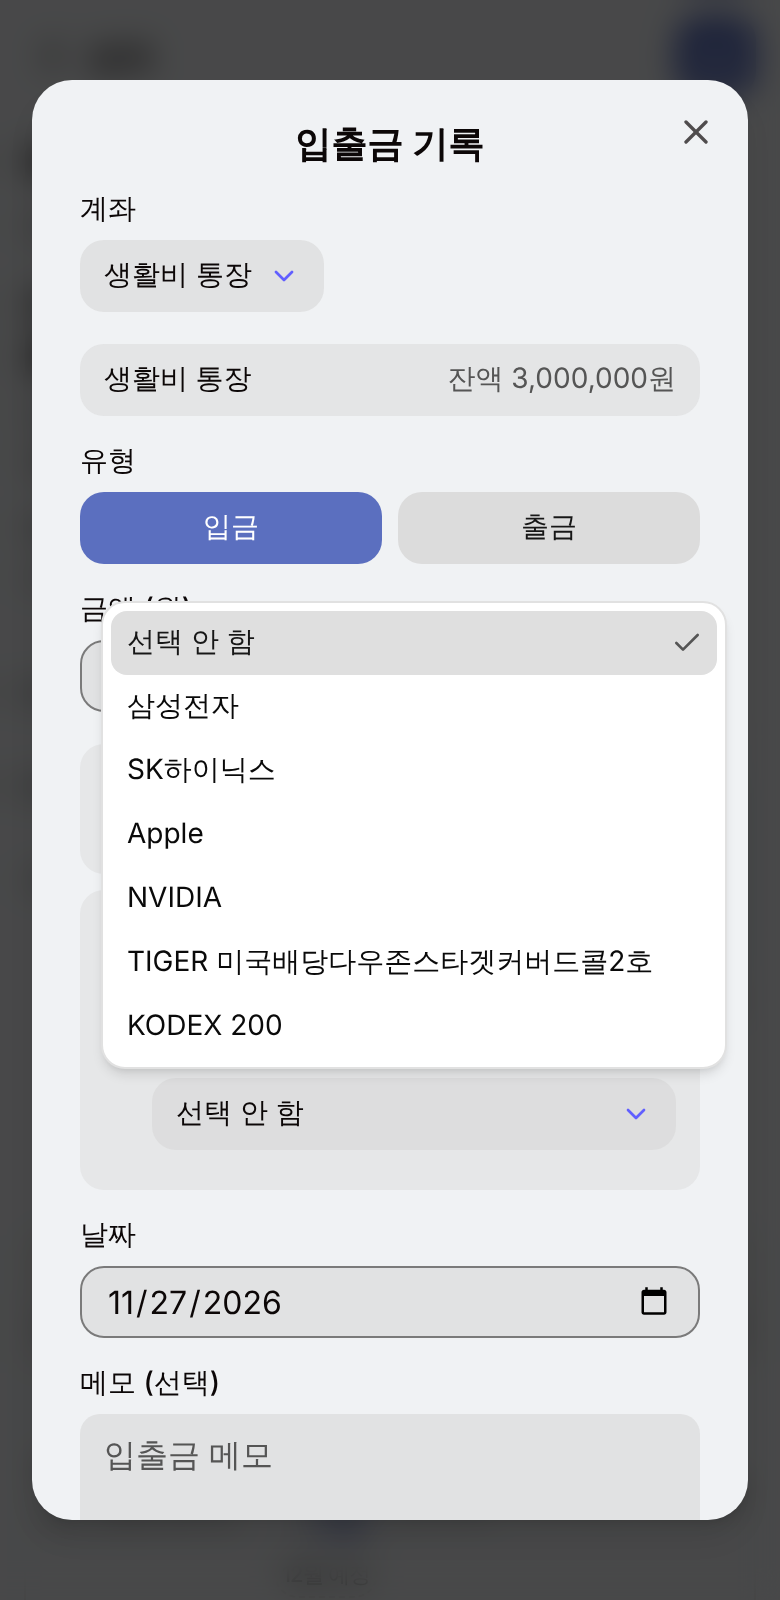 입출금 기록
계좌
생활비 통장
생활비 통장 잔액 3,000,000원
유형
입금 출금
선택 안 함
삼성전자
SK하이닉스
Apple
NVIDIA
TIGER 미국배당다우존스타겟커버드콜2호
KODEX 200
선택 안 함
날짜
11/27/2026
메모 (선택)
입출금 메모